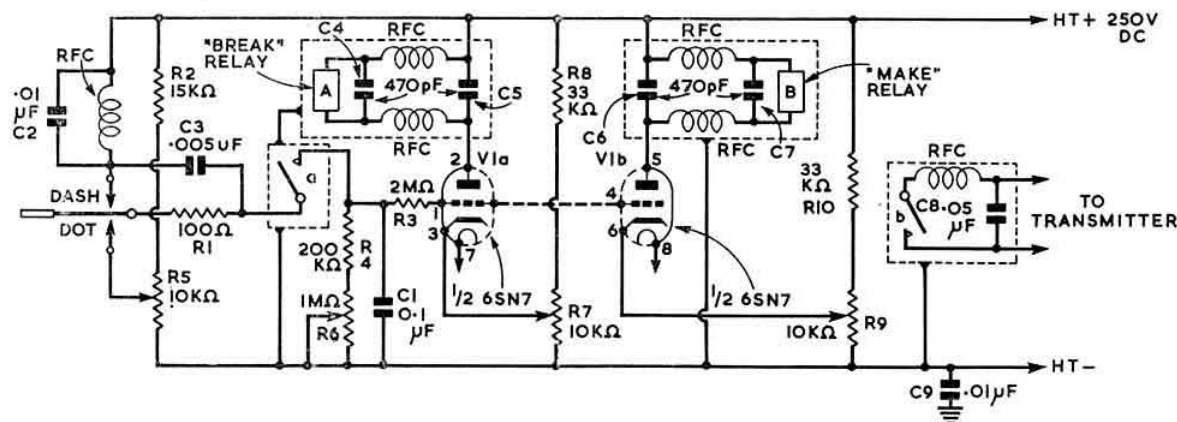 HT+ 250V
DC
RFC
"BREAK"
RELAY
C4
RFC
A
470pF
C5
RFC
RFC
R8
33
KΩ
470pF
B
"MAKE"
RELAY
C6
C7
RFC
.01
µF
C2
R2
15KΩ
C3
.005uF
a
2
V1a
V1b
5
DASH
DOT
100Ω
R1
2MΩ
R3
1
3
7
4
6
8
200
KΩ
R
4
R5
10KΩ
1MΩ
R6
C1
0.1
µF
1/2 6SN7
R7
10KΩ
1/2 6SN7
33
KΩ
R10
10KΩ
R9
RFC
b
C8
.05
µF
TO
TRANSMITTER
HT-
C9
.01µF